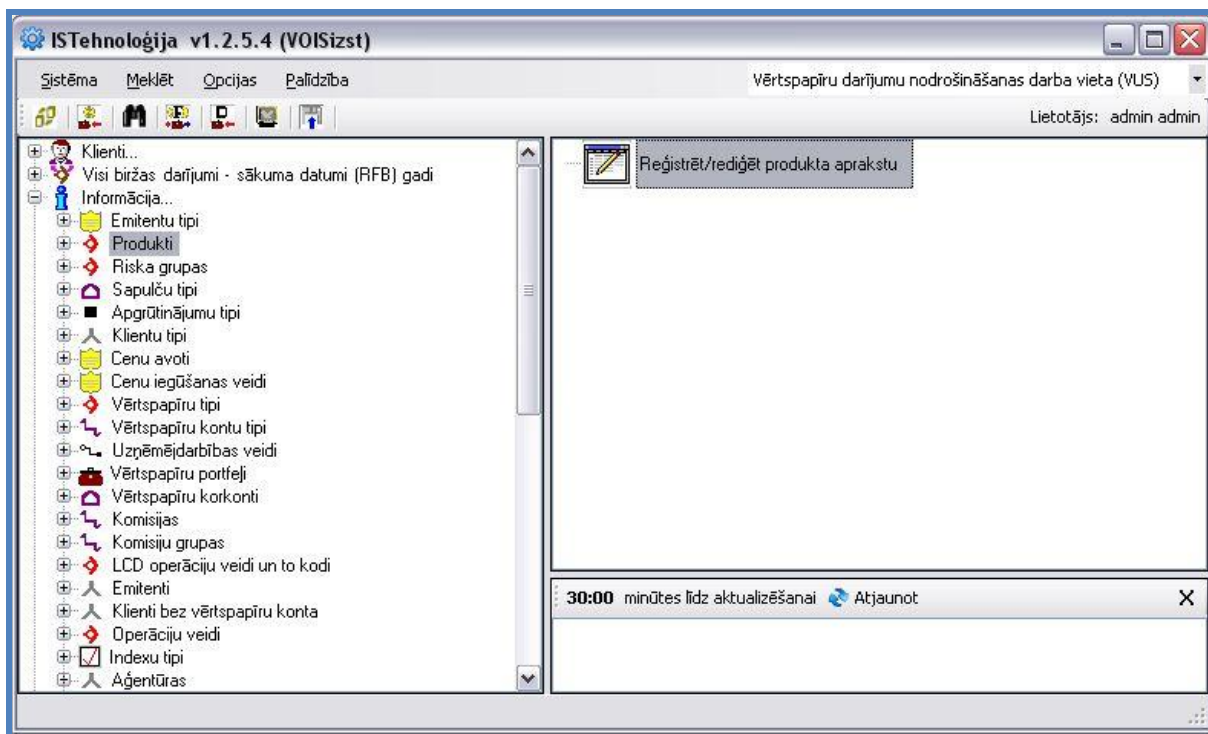 ISTehnoloģija v1.2.5.4 (VOISizst)
Sistēma Meklēt Opcijas Palīdzība Vērtspapīru darījumu nodrošināšanas darba vieta (VUS)
Lietotājs: admin admin
Klienti...
Visi biržas darījumi - sākuma datumi (RFB) gadi
Informācija...
Emitentu tipi
Produkti
Riska grupas
Sapulču tipi
Apgrūtinājumu tipi
Klientu tipi
Cenu avoti
Cenu iegūšanas veidi
Vērtspapīru tipi
Vērtspapīru kontu tipi
Uzņēmējdarbības veidi
Vērtspapīru portfeļi
Vērtspapīru korkonti
Komisijas
Komisiju grupas
LCD operāciju veidi un to kodi
Emitenti
Klienti bez vērtspapīru konta
Operāciju veidi
Indexu tipi
Aģentūras
Reģistrēt/rediģēt produkta aprakstu
30:00 minūtes līdz aktualizēšanai Atjaunot